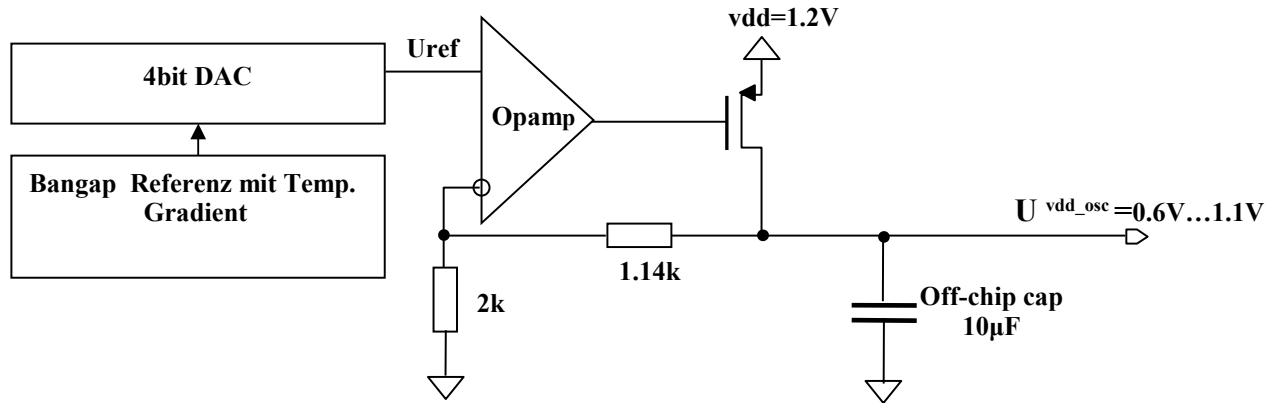 vdd=1.2V
Uref
4bit DAC
Opamp
Bangap Referenz mit Temp.
Gradient
U vdd_osc =0.6V…1.1V
1.14k
2k
Off-chip cap
10µF